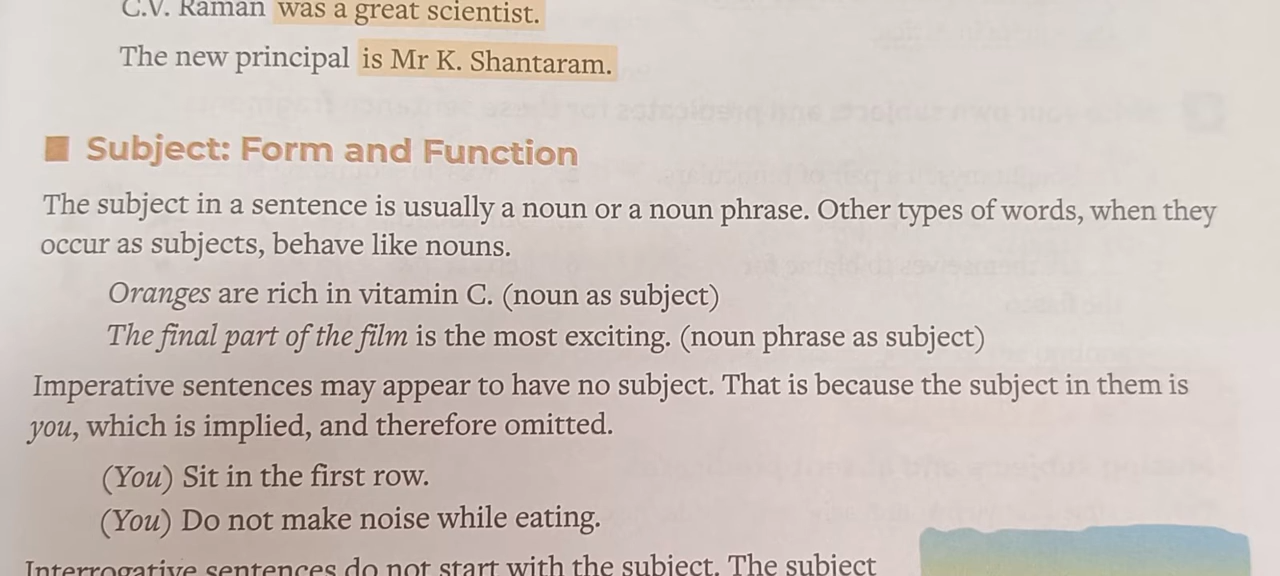 C.V. Raman was a great scientist.
The new principal is Mr K. Shantaram.
Subject: Form and Function
The subject in a sentence is usually a noun or a noun phrase. Other types of words, when they
occur as subjects, behave like nouns.
Oranges are rich in vitamin C. (noun as subject)
The final part of the film is the most exciting. (noun phrase as subject)
Imperative sentences may appear to have no subject. That is because the subject in them is
you, which is implied, and therefore omitted.
(You) Sit in the first row.
(You) Do not make noise while eating.
Interrogative sentences do not start with the subject. The subject